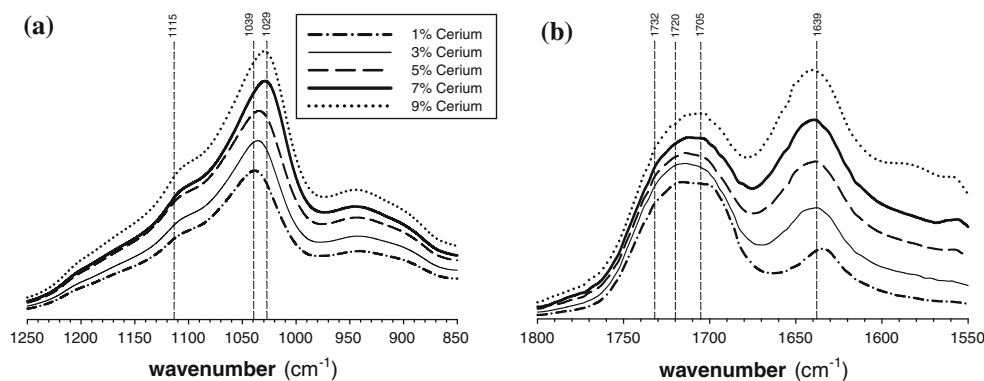 (a)
1115
1039
1029
1% Cerium
3% Cerium
5% Cerium
7% Cerium
9% Cerium
1250 1200 1150 1100 1050 1000 950 900 850
wavenumber (cm⁻¹)
(b)
1732
1720
1705
1639
1800 1750 1700 1650 1600 1550
wavenumber (cm⁻¹)